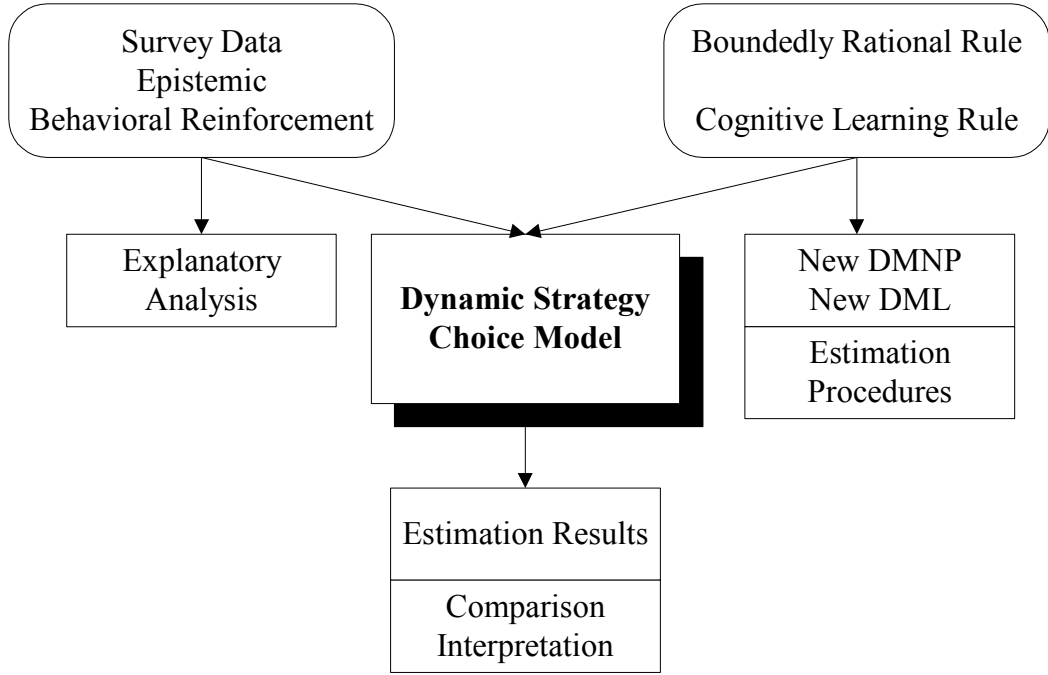 Survey Data
Epistemic
Behavioral Reinforcement
Boundedly Rational Rule
Cognitive Learning Rule
Explanatory
Analysis
Dynamic Strategy
Choice Model
New DMNP
New DML
Estimation
Procedures
Estimation Results
Comparison
Interpretation